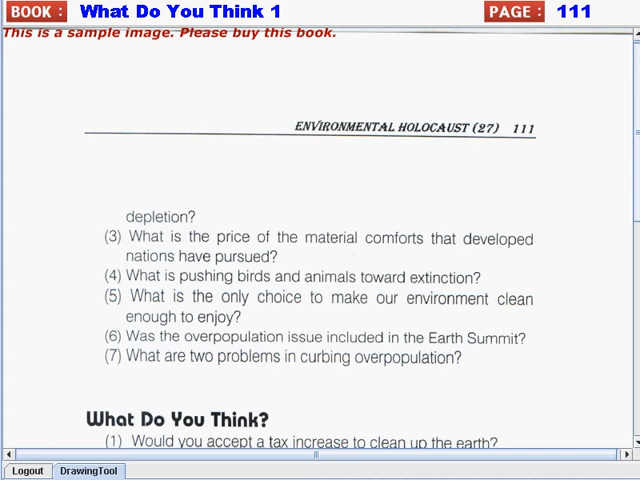 BOOK : What Do You Think 1 PAGE : 111
This is a sample image. Please buy this book.
ENVIRONMENTAL HOLOCAUST (27) 111
depletion?
(3) What is the price of the material comforts that developed
nations have pursued?
(4) What is pushing birds and animals toward extinction?
(5) What is the only choice to make our environment clean
enough to enjoy?
(6) Was the overpopulation issue included in the Earth Summit?
(7) What are two problems in curbing overpopulation?
What Do You Think?
(1) Would you accept a tax increase to clean up the earth?
Logout DrawingTool